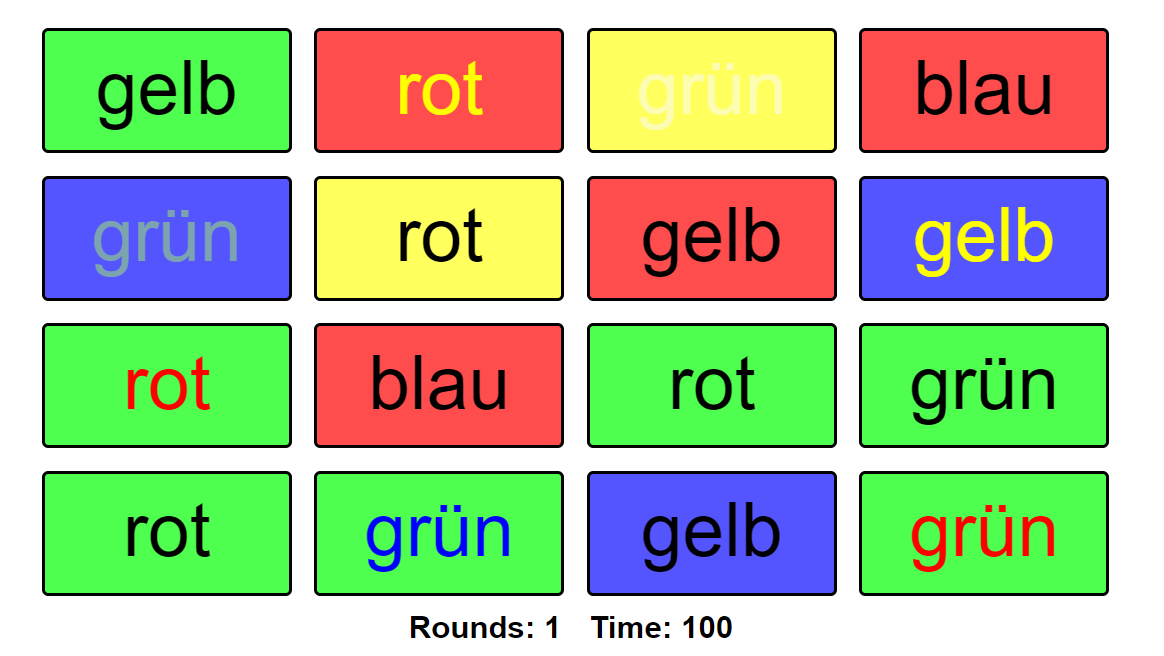 gelb rot grün blau
grün rot gelb gelb
rot blau rot grün
rot grün gelb grün
Rounds: 1 Time: 100